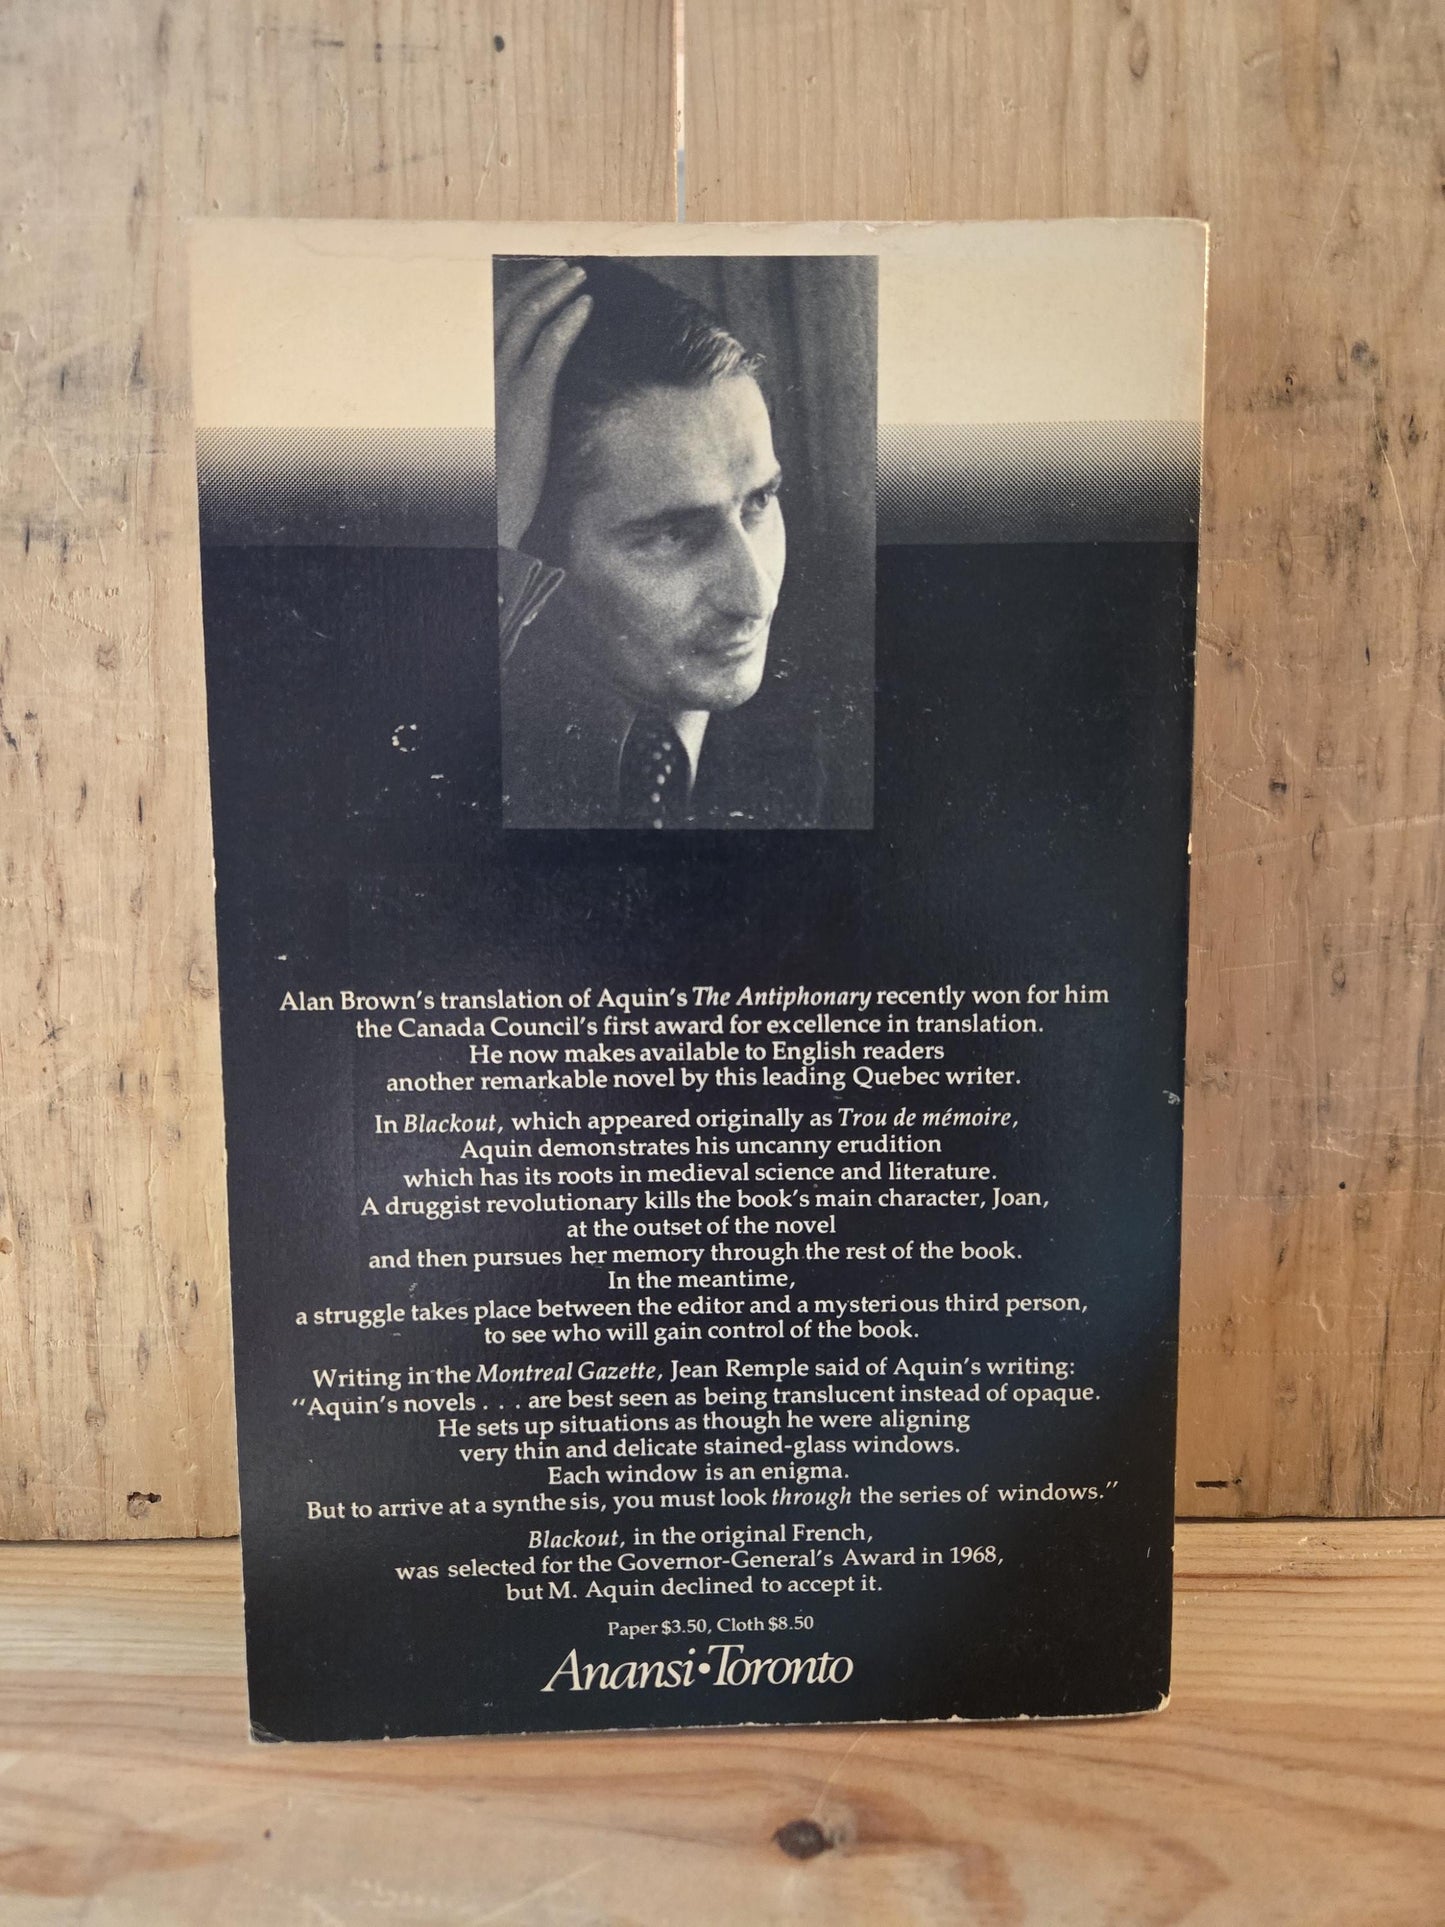 Alan Brown's translation of Aquin's The Antiphonary recently won for him
the Canada Council's first award for excellence in translation.
He now makes available to English readers
another remarkable novel by this leading Quebec writer.
In Blackout, which appeared originally as Trou de mémoire,
Aquin demonstrates his uncanny erudition
which has its roots in medieval science and literature.
A druggist revolutionary kills the book's main character, Joan,
at the outset of the novel
and then pursues her memory through the rest of the book.
In the meantime,
a struggle takes place between the editor and a mysterious third person,
to see who will gain control of the book.
Writing in the Montreal Gazette, Jean Remple said of Aquin's writing:
"Aquin's novels . . . are best seen as being translucent instead of opaque.
He sets up situations as though he were aligning
very thin and delicate stained-glass windows.
Each window is an enigma.
But to arrive at a synthesis, you must look through the series of windows."
Blackout, in the original French,
was selected for the Governor-General's Award in 1968,
but M. Aquin declined to accept it.
Paper $3.50, Cloth $8.50
Anansi•Toronto